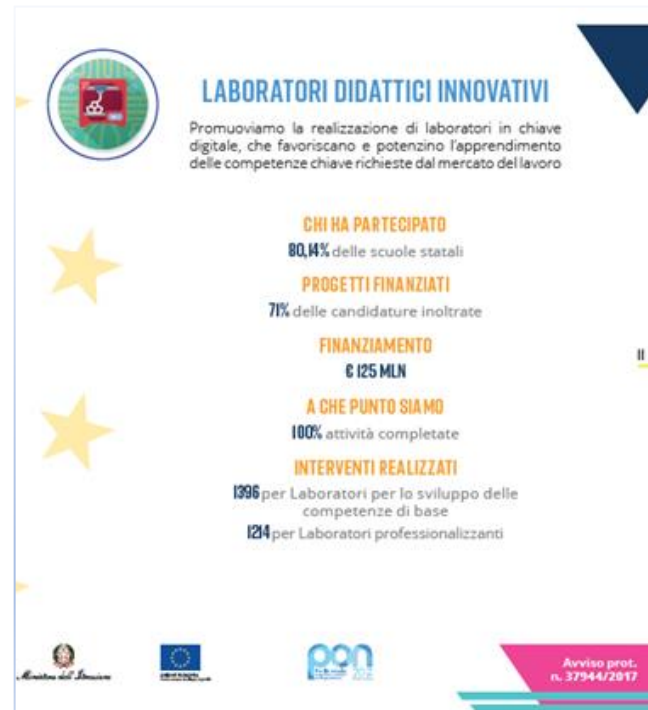 LABORATORI DIDATTICI INNOVATIVI
Promuoviamo la realizzazione di laboratori in chiave
digitale, che favoriscano e potenzino l'apprendimento
delle competenze chiave richieste dal mercato del lavoro
CHI HA PARTECIPATO
80,14% delle scuole statali
PROGETTI FINANZIATI
71% delle candidature inoltrate
FINANZIAMENTO
€ 125 MLN
A CHE PUNTO SIAMO
100% attività completate
INTERVENTI REALIZZATI
1396 per Laboratori per lo sviluppo delle
competenze di base
1214 per Laboratori professionalizzanti
Il
Ministero dell'Istruzione
pon
Avviso prot.
n. 37944/2017